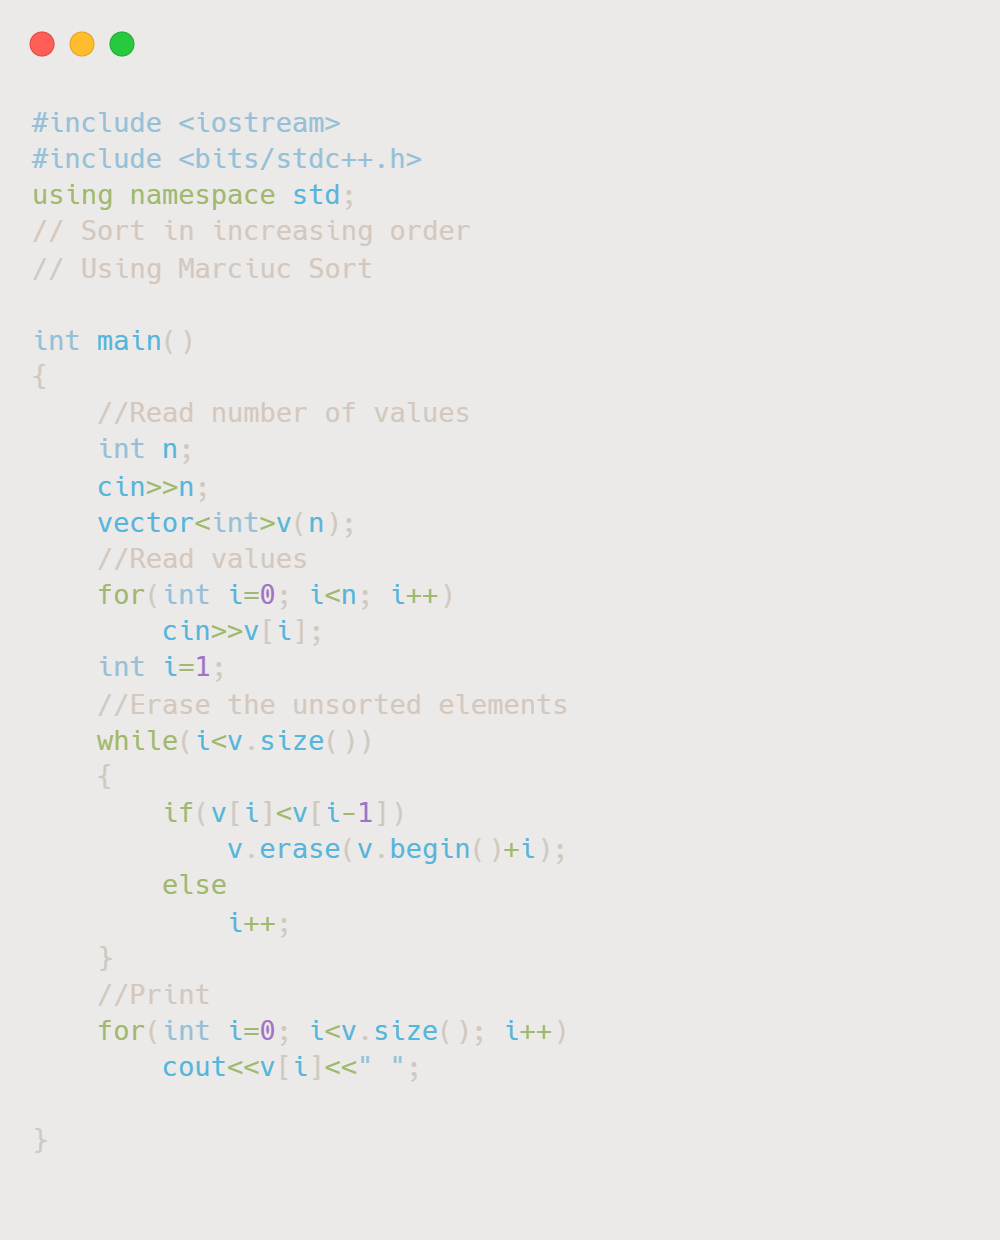 #include <iostream>
#include <bits/stdc++.h>
using namespace std;
// Sort in increasing order
// Using Marciuc Sort

int main()
{
    //Read number of values
    int n;
    cin>>n;
    vector<int>v(n);
    //Read values
    for(int i=0; i<n; i++)
        cin>>v[i];
    int i=1;
    //Erase the unsorted elements
    while(i<v.size())
    {
        if(v[i]<v[i-1])
            v.erase(v.begin()+i);
        else
            i++;
    }
    //Print
    for(int i=0; i<v.size(); i++)
        cout<<v[i]<<" ";

}